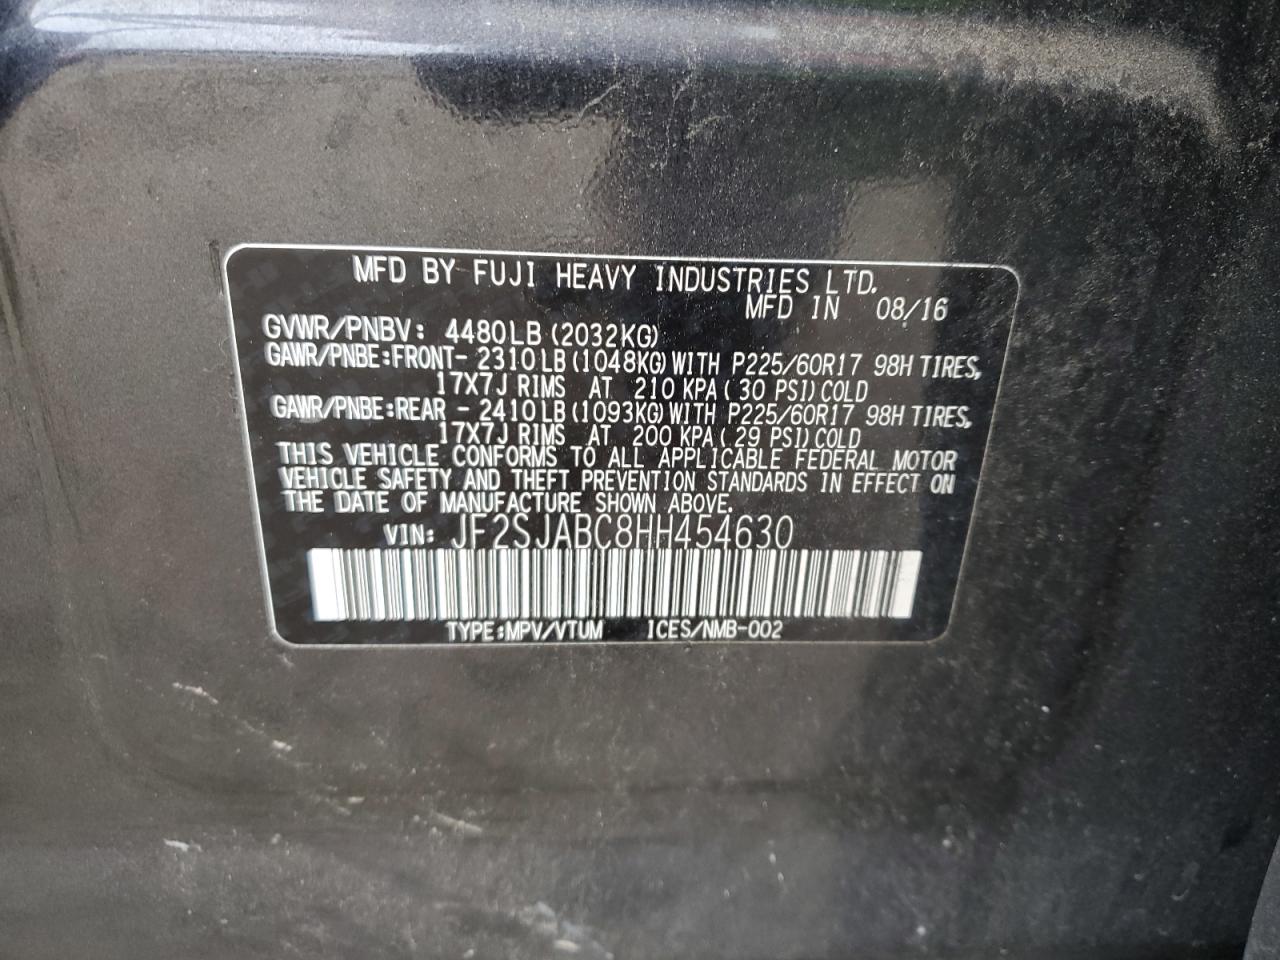 MFD BY FUJI HEAVY INDUSTRIES LTD.
MFD IN 08/16
GVWR/PNBV: 4480LB (2032KG)
GAWR/PNBE:FRONT- 2310LB(1048KG)WITH P225/60R17 98H TIRES,
17X7J RIMS AT 210 KPA( 30 PSI)COLD
GAWR/PNBE:REAR - 2410LB(1093KG)WITH P225/60R17 98H TIRES,
17X7J RIMS AT 200 KPA( 29 PSI)COLD
THIS VEHICLE CONFORMS TO ALL APPLICABLE FEDERAL MOTOR
VEHICLE SAFETY AND THEFT PREVENTION STANDARDS IN EFFECT ON
THE DATE OF MANUFACTURE SHOWN ABOVE.
VIN: JF2SJABC8HH454630
TYPE:MPV/VTUM ICES/NMB-002